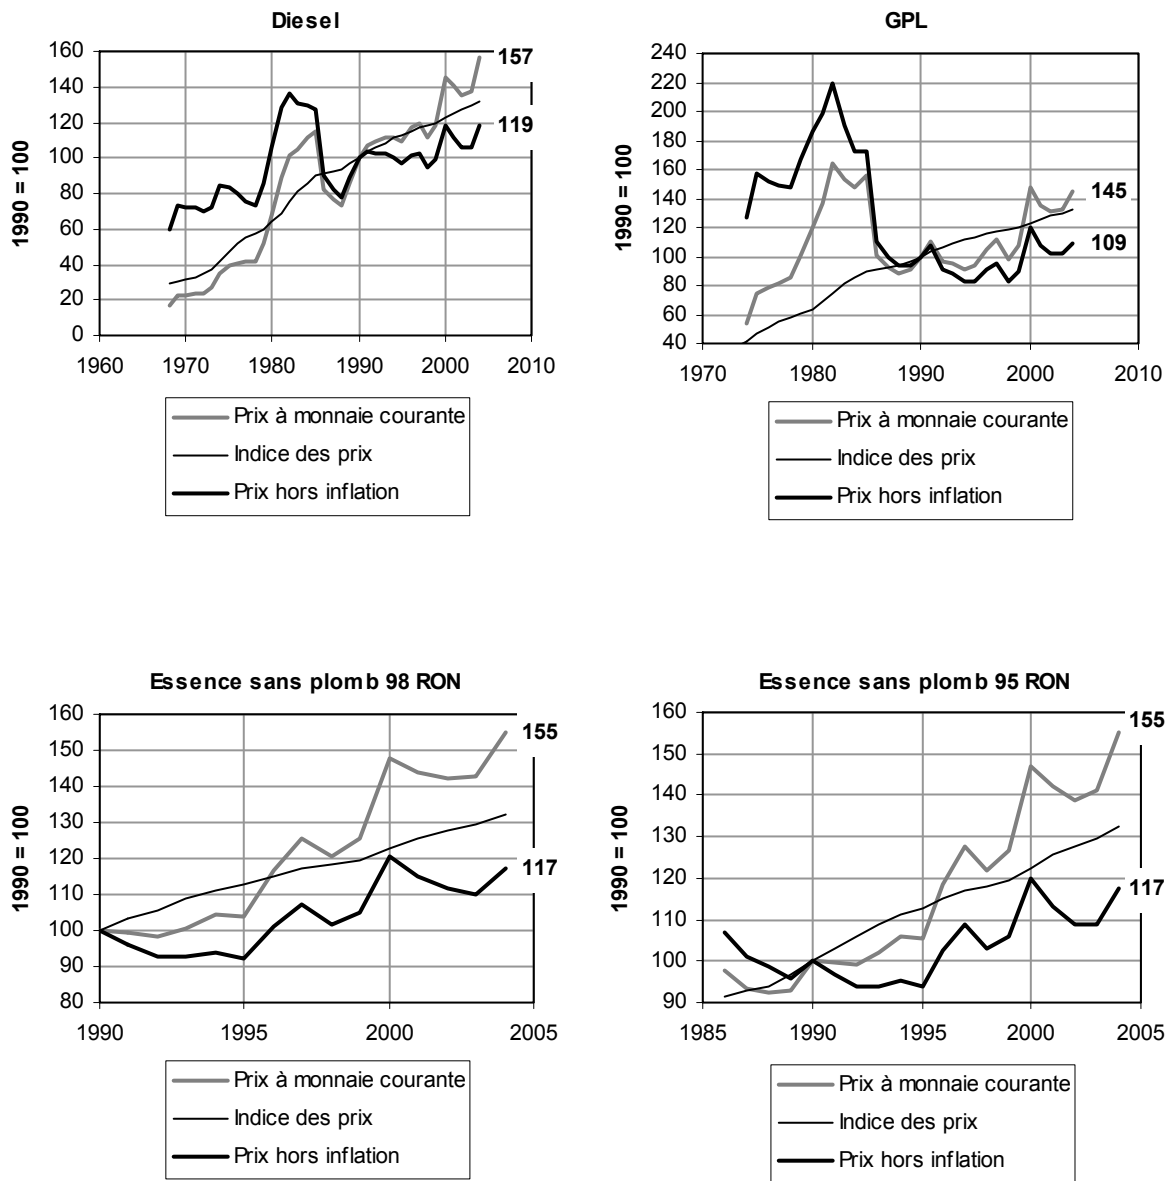 Diesel
1990 = 100
160
140
120
100
80
60
40
20
0
157
119
1960 1970 1980 1990 2000 2010
Prix à monnaie courante
Indice des prix
Prix hors inflation
GPL
1990 = 100
240
220
200
180
160
140
120
100
80
60
40
145
109
1970 1980 1990 2000 2010
Prix à monnaie courante
Indice des prix
Prix hors inflation
Essence sans plomb 98 RON
1990 = 100
160
150
140
130
120
110
100
90
80
155
117
1990 1995 2000 2005
Prix à monnaie courante
Indice des prix
Prix hors inflation
Essence sans plomb 95 RON
1990 = 100
160
150
140
130
120
110
100
90
155
117
1985 1990 1995 2000 2005
Prix à monnaie courante
Indice des prix
Prix hors inflation